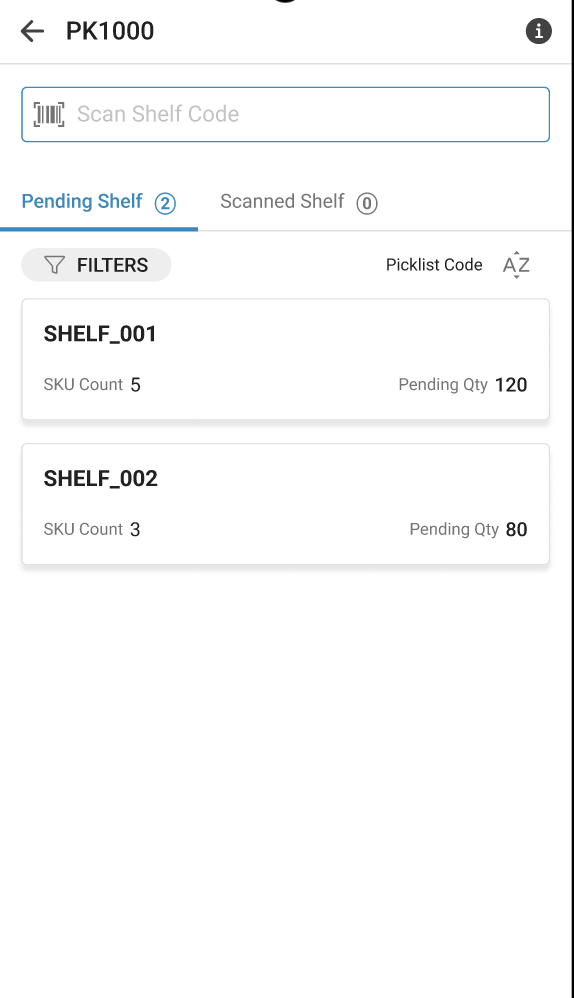 PK1000
Scan Shelf Code
Pending Shelf 2 Scanned Shelf 0
FILTERS Picklist Code AZ
SHELF_001
SKU Count 5 Pending Qty 120
SHELF_002
SKU Count 3 Pending Qty 80